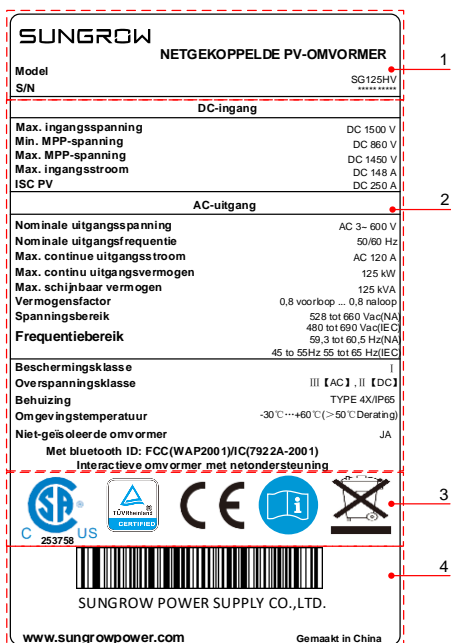 SUNGROW
NETGEKOPPELDE PV-OMVORMER
Model SG125HV
S/N **********
1
DC-ingang
Max. ingangsspanning DC 1500 V
Min. MPP-spanning DC 860 V
Max. MPP-spanning DC 1450 V
Max. ingangsstroom DC 148 A
ISC PV DC 250 A
AC-uitgang
2
Nominale uitgangsspanning AC 3~ 600 V
Nominale uitgangsfrequentie 50/60 Hz
Max. continue uitgangsstroom AC 120 A
Max. continu uitgangsvermogen 125 kW
Max. schijnbaar vermogen 125 kVA
Vermogensfactor 0,8 voorloop ... 0,8 naloop
Spanningsbereik 528 tot 660 Vac(NA)
480 tot 690 Vac(IEC)
Frequentiebereik 59,3 tot 60,5 Hz(NA)
45 to 55Hz 55 tot 65 Hz(IEC)
Beschermingsklasse I
Overspanningsklasse III【AC】, II【DC】
Behuizing TYPE 4X/IP65
Omgevingstemperatuur -30℃…+60℃(>50℃Derating)
Niet-geïsoleerde omvormer JA
Met bluetooth ID: FCC(WAP2001)/IC(7922A-2001)
Interactieve omvormer met netondersteuning
SA ®
C US
253758
TÜVRheinland
CERTIFIED
CE
i
3
4
SUNGROW POWER SUPPLY CO.,LTD.
www.sungrowpower.com Gemaakt in China